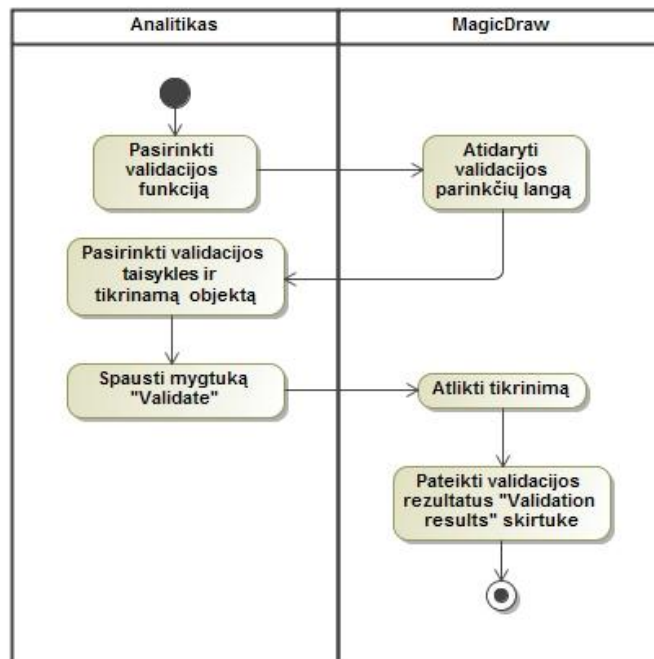 Analitikas
MagicDraw
Pasirinkti
validacijos
funkciją
Atidaryti
validacijos
parinkčių langą
Pasirinkti validacijos
taisykles ir
tikrinamą objektą
Spausti mygtuką
"Validate"
Atlikti tikrinimą
Pateikti validacijos
rezultatus "Validation
results" skirtuke